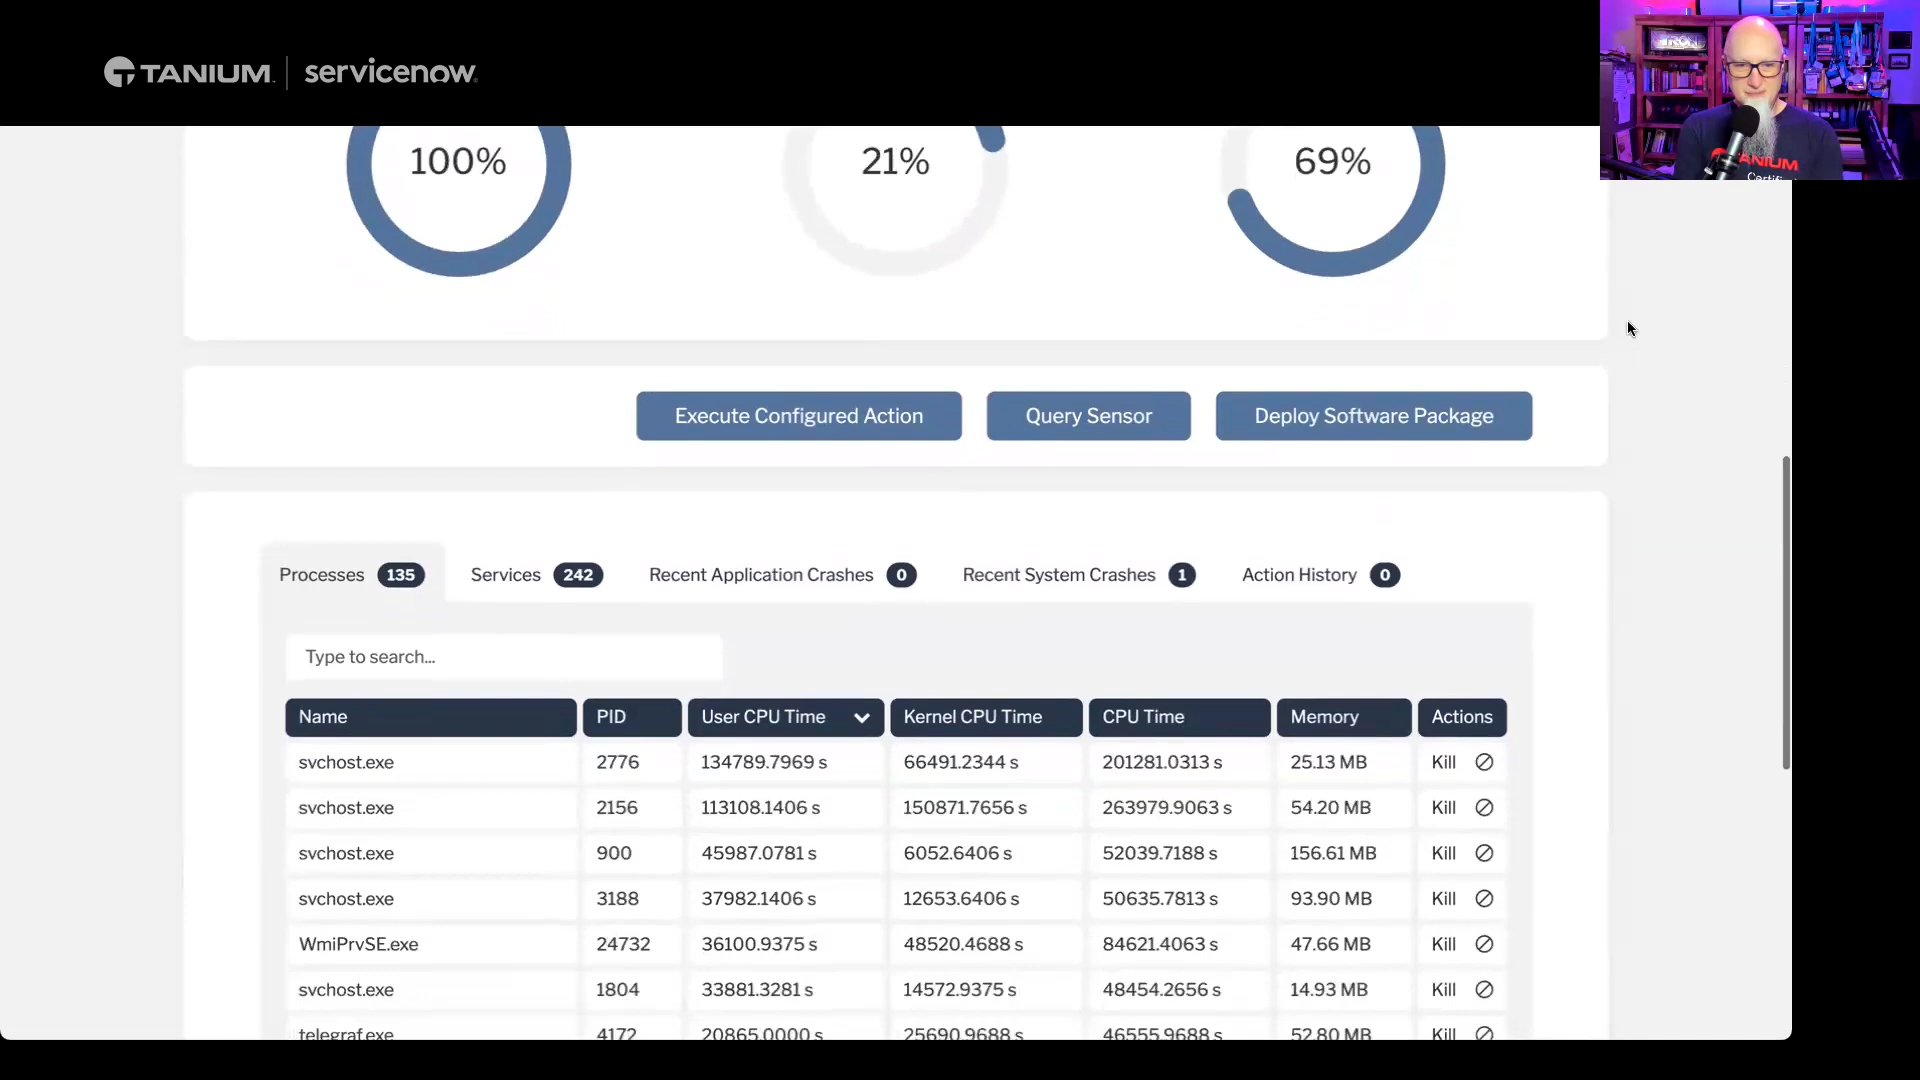 TANIUM | servicenow
TRON
TANIUM
100%
21%
69%
Execute Configured Action
Query Sensor
Deploy Software Package
Processes 135
Services 242
Recent Application Crashes 0
Recent System Crashes 1
Action History 0
Type to search...
Name PID User CPU Time Kernel CPU Time CPU Time Memory Actions
svchost.exe 2776 134789.7969 s 66491.2344 s 201281.0313 s 25.13 MB Kill
svchost.exe 2156 113108.1406 s 150871.7656 s 263979.9063 s 54.20 MB Kill
svchost.exe 900 45987.0781 s 6052.6406 s 52039.7188 s 156.61 MB Kill
svchost.exe 3188 37982.1406 s 12653.6406 s 50635.7813 s 93.90 MB Kill
WmiPrvSE.exe 24732 36100.9375 s 48520.4688 s 84621.4063 s 47.66 MB Kill
svchost.exe 1804 33881.3281 s 14572.9375 s 48454.2656 s 14.93 MB Kill
telegraf.exe 4172 20865.0000 s 25690.9688 s 46555.9688 s 52.80 MB Kill